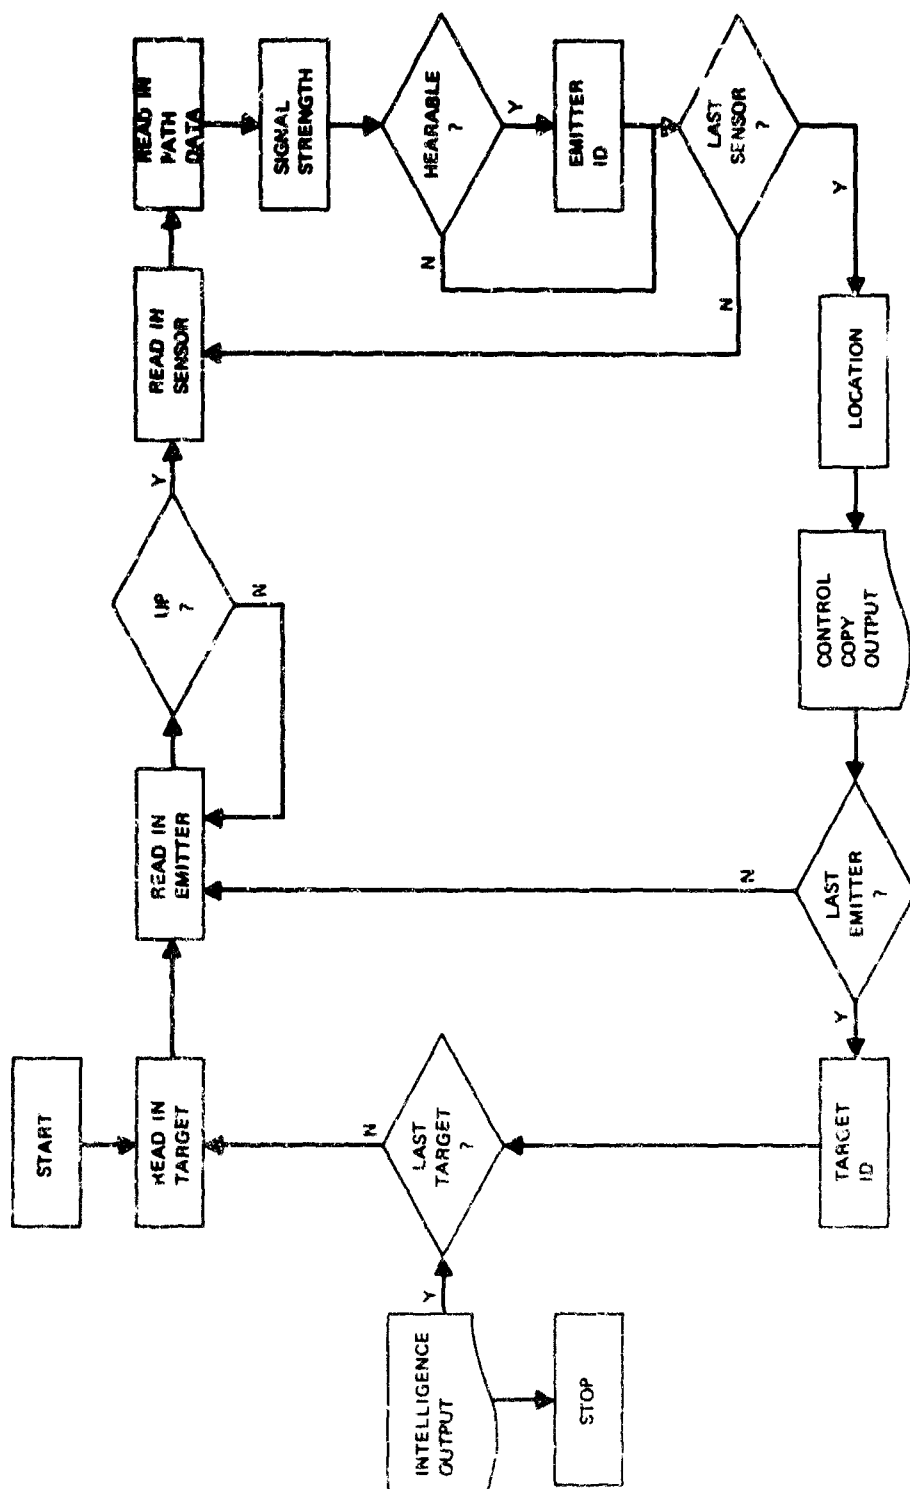 START
READ IN
TARGET
READ IN
EMITTER
UP
?
Y
N
READ IN
SENSOR
READ IN
PATH
DATA
SIGNAL
STRENGTH
HEARABLE
?
Y
N
EMITTER
ID
LAST
SENSOR
?
N
Y
LOCATION
CONTROL
COPY
OUTPUT
LAST
EMITTER
?
N
Y
TARGET
ID
LAST
TARGET
?
N
Y
INTELLIGENCE
OUTPUT
STOP